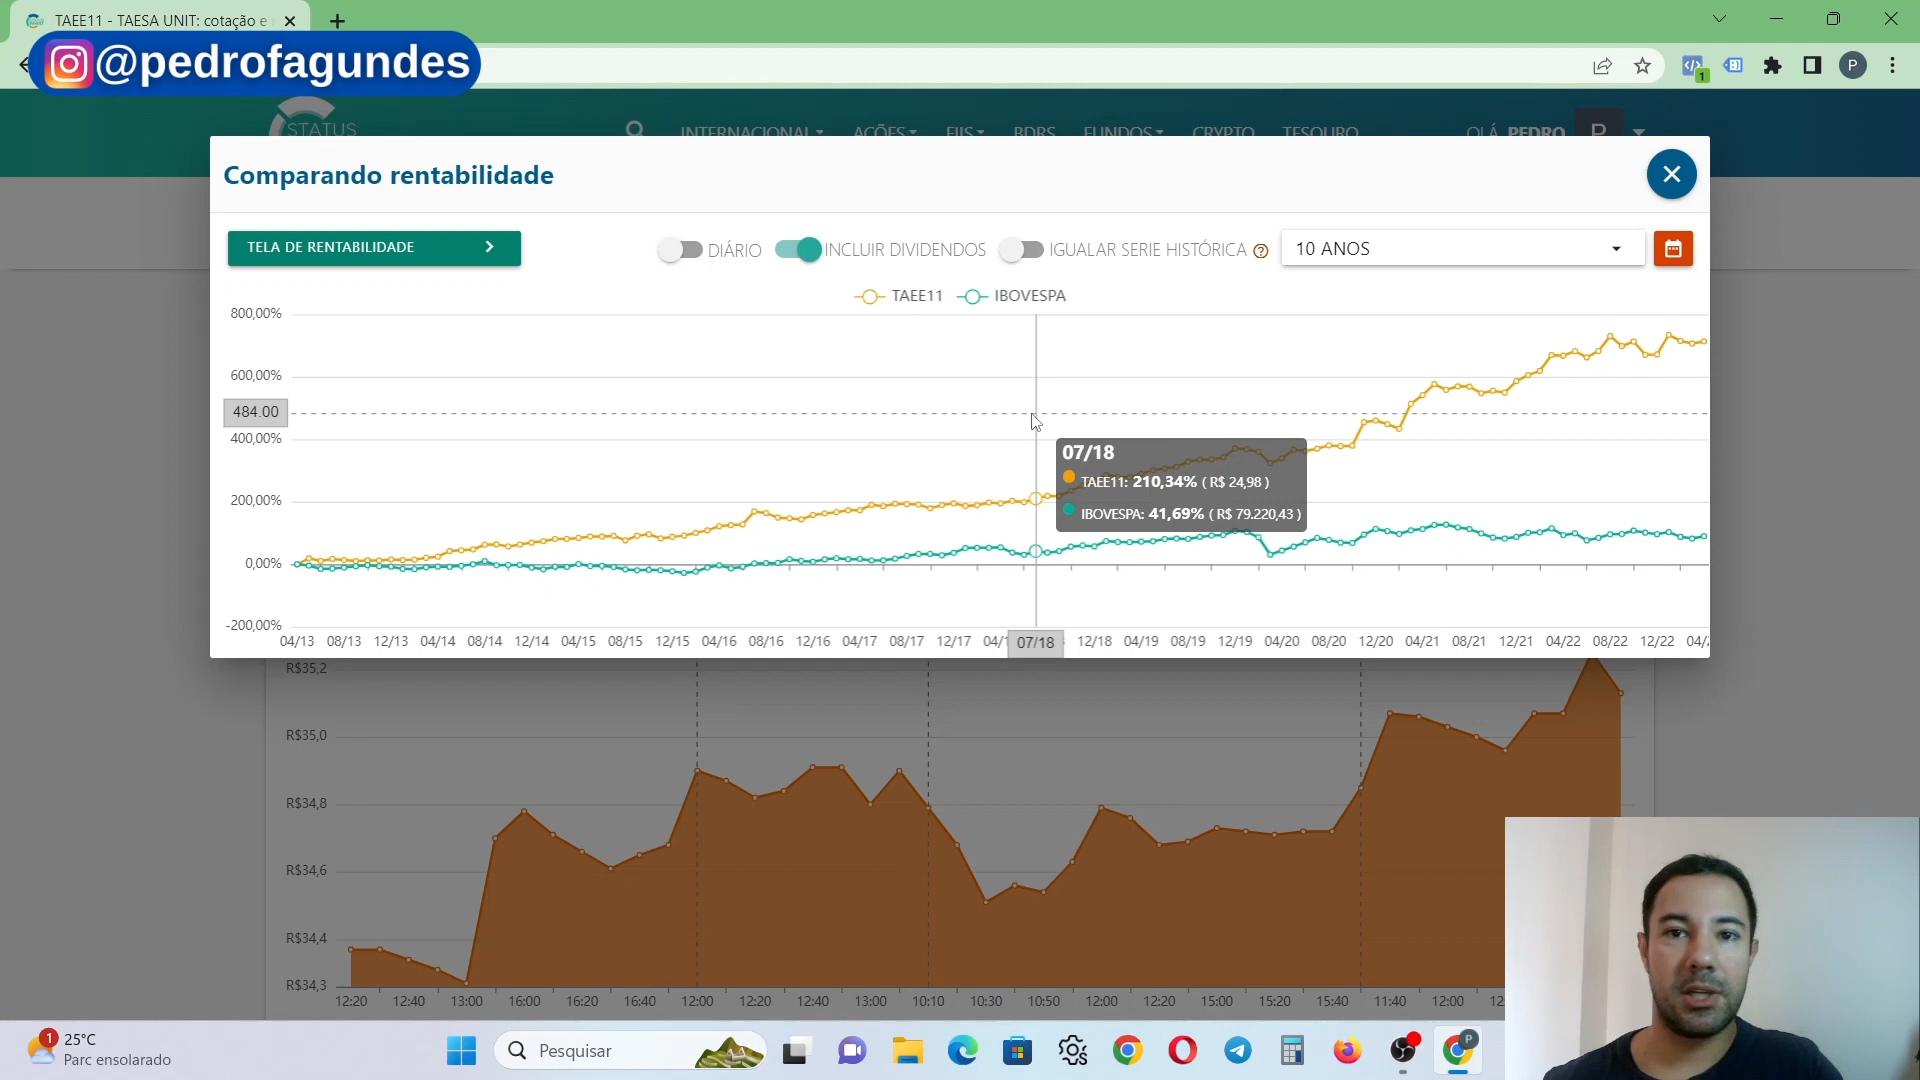 TAEE11 - TAESA UNIT: cotação e
@pedrofagundes
1
P
STATUS
INTERNACIONAL AÇÕES FIIS BDRS FUNDOS CRYPTO TESOURO OLÁ, PEDRO P
Comparando rentabilidade
TELA DE RENTABILIDADE
DIÁRIO INCLUIR DIVIDENDOS IGUALAR SERIE HISTÓRICA ? 10 ANOS
TAEE11 IBOVESPA
800,00%
600,00%
484.00
400,00%
200,00%
0,00%
-200,00%
07/18
TAEE11: 210,34% ( R$ 24,98 )
IBOVESPA: 41,69% ( R$ 79.220,43 )
04/13 08/13 12/13 04/14 08/14 12/14 04/15 08/15 12/15 04/16 08/16 12/16 04/17 08/17 12/17 04/1 07/18 12/18 04/19 08/19 12/19 04/20 08/20 12/20 04/21 08/21 12/21 04/22 08/22 12/22 04/2
R$35,2
R$35,0
R$34,8
R$34,6
R$34,4
R$34,3
12:20 12:40 13:00 16:00 16:20 16:40 12:00 12:20 12:40 13:00 10:10 10:30 10:50 12:00 12:20 15:00 15:20 15:40 11:40 12:00 12
1
25°C
Parc ensolarado
Pesquisar
P